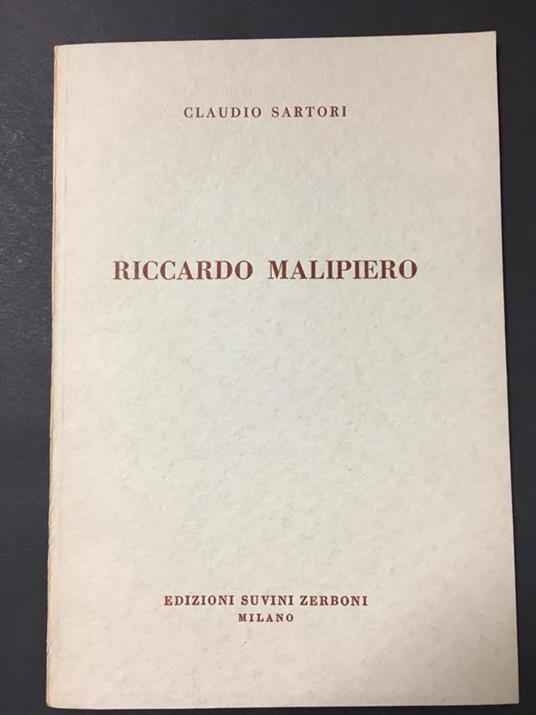 CLAUDIO SARTORI
RICCARDO MALIPIERO
EDIZIONI SUVINI ZERBONI
MILANO